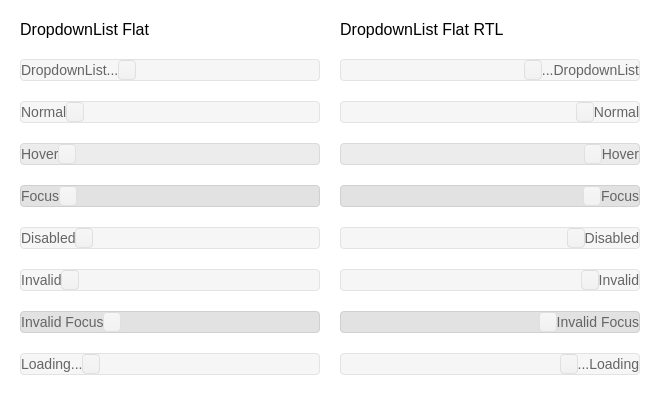 DropdownList Flat
DropdownList...
Normal
Hover
Focus
Disabled
Invalid
Invalid Focus
Loading...
DropdownList Flat RTL
...DropdownList
Normal
Hover
Focus
Disabled
Invalid
Invalid Focus
...Loading